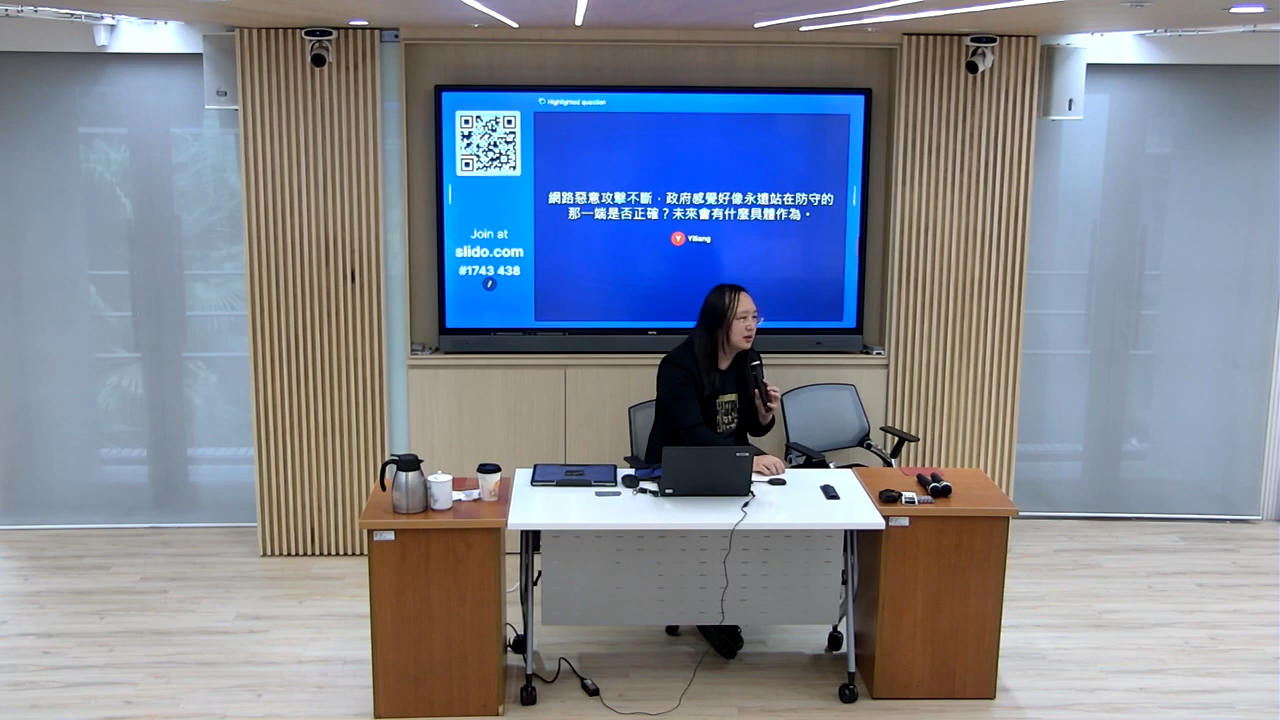 Highlighted question
網路惡意攻擊不斷，政府感覺好像永遠站在防守的
那一端是否正確？未來會有什麼具體作為。
Y Yiliang
Join at
slido.com
#1743 438